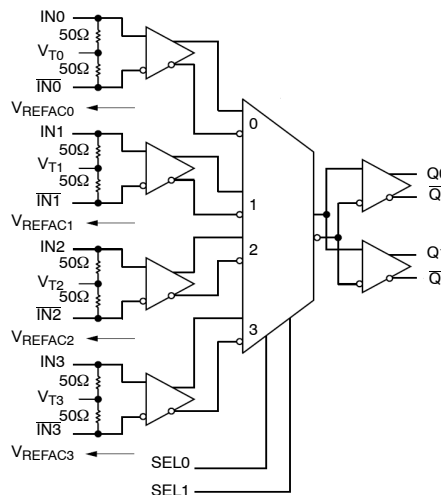 IN0
50Ω
VT0
50Ω
IN0
VREFAC0
IN1
50Ω
VT1
50Ω
IN1
VREFAC1
IN2
50Ω
VT2
50Ω
IN2
VREFAC2
IN3
50Ω
VT3
50Ω
IN3
VREFAC3
0
1
2
3
SEL0
SEL1
Q
Q
Q